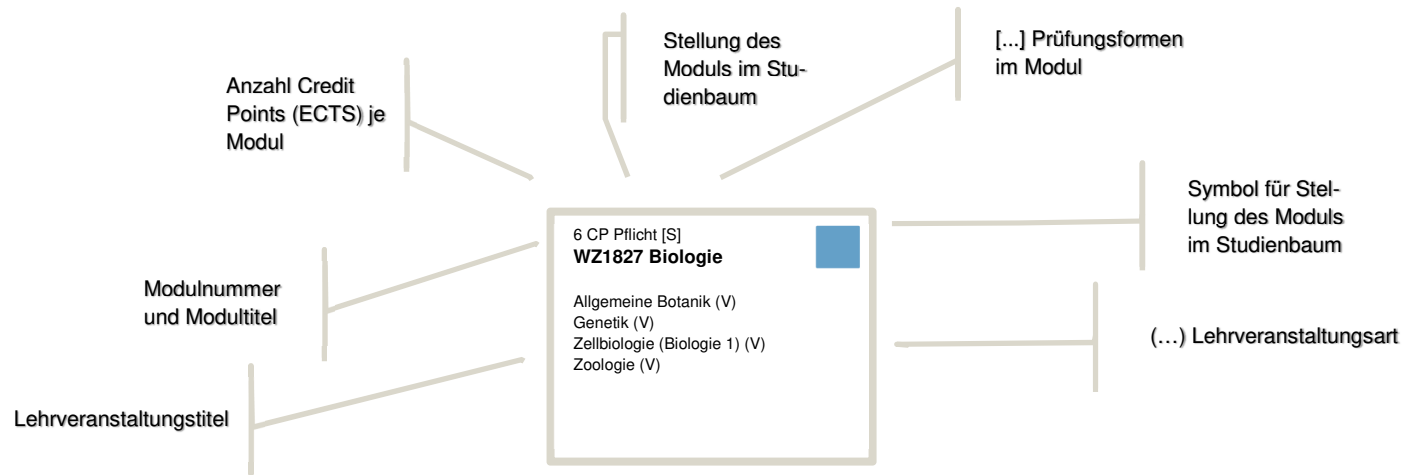 Stellung des
Moduls im Stu-
dienbaum
[...] Prüfungsformen
im Modul
Anzahl Credit
Points (ECTS) je
Modul
Symbol für Stel-
lung des Moduls
im Studienbaum
6 CP Pflicht [S]
WZ1827 Biologie
Allgemeine Botanik (V)
Genetik (V)
Zellbiologie (Biologie 1) (V)
Zoologie (V)
Modulnummer
und Modultitel
(…) Lehrveranstaltungsart
Lehrveranstaltungstitel